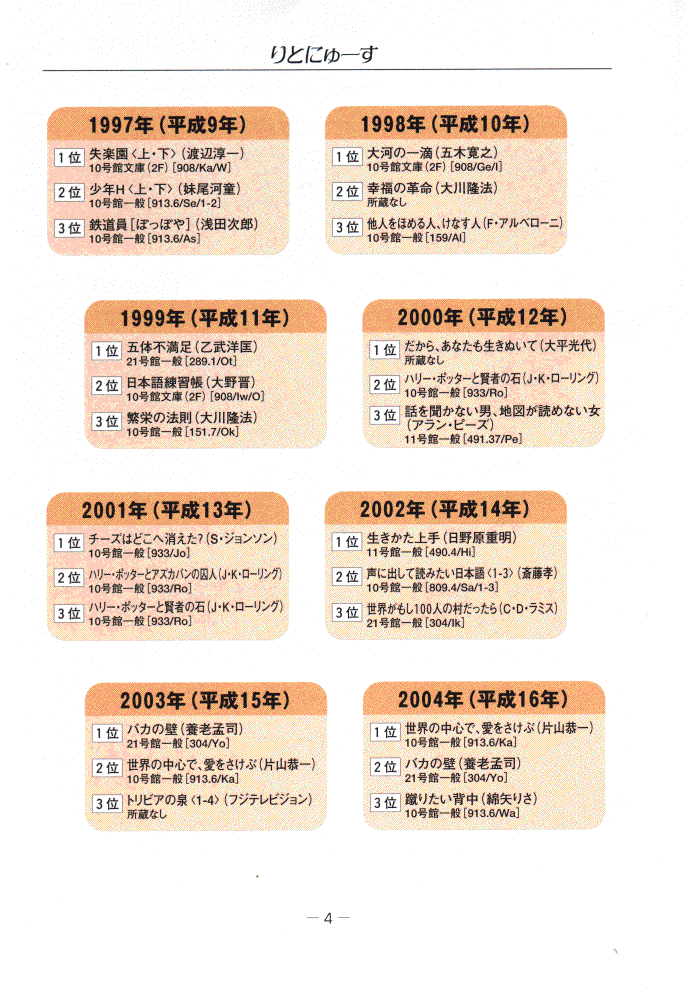 りとにゅーす
1997年(平成9年)
1位 失楽園〈上・下〉(渡辺淳一)
10号館文庫(2F)[908/Ka/W]
2位 少年H〈上・下〉(妹尾河童)
10号館一般[913.6/Se/1-2]
3位 鉄道員[ぽっぽや](浅田次郎)
10号館一般[913.6/As]
1998年(平成10年)
1位 大河の一滴(五木寛之)
10号館文庫(2F)[908/Ge/I]
2位 幸福の革命(大川隆法)
所蔵なし
3位 他人をほめる人、けなす人(F・アルベローニ)
10号館一般[159/Al]
1999年(平成11年)
1位 五体不満足(乙武洋匡)
21号館一般[289.1/Ot]
2位 日本語練習帳(大野晋)
10号館文庫(2F)[908/Iw/O]
3位 繁栄の法則(大川隆法)
10号館一般[151.7/Ok]
2000年(平成12年)
1位 だから、あなたも生きぬいて(大平光代)
所蔵なし
2位 ハリー・ポッターと賢者の石(J・K・ローリング)
10号館一般[933/Ro]
3位 話を聞かない男、地図が読めない女
(アラン・ピーズ)
11号館一般[491.37/Pe]
2001年(平成13年)
1位 チーズはどこへ消えた?(S・ジョンソン)
10号館一般[933/Jo]
2位 ハリー・ポッターとアズカバンの囚人(J・K・ローリング)
10号館一般[933/Ro]
3位 ハリー・ポッターと賢者の石(J・K・ローリング)
10号館一般[933/Ro]
2002年(平成14年)
1位 生きかた上手(日野原重明)
11号館一般[490.4/Hi]
2位 声に出して読みたい日本語〈1-3〉(斎藤孝)
10号館一般[809.4/Sa/1-3]
3位 世界がもし100人の村だったら(C・D・ラミス)
21号館一般[304/Ik]
2003年(平成15年)
1位 バカの壁(養老孟司)
21号館一般[304/Yo]
2位 世界の中心で、愛をさけぶ(片山恭一)
10号館一般[913.6/Ka]
3位 トリビアの泉〈1-4〉(フジテレビジョン)
所蔵なし
2004年(平成16年)
1位 世界の中心で、愛をさけぶ(片山恭一)
10号館一般[913.6/Ka]
2位 バカの壁(養老孟司)
21号館一般[304/Yo]
3位 蹴りたい背中(綿矢りさ)
10号館一般[913.6/Wa]
― 4 ―